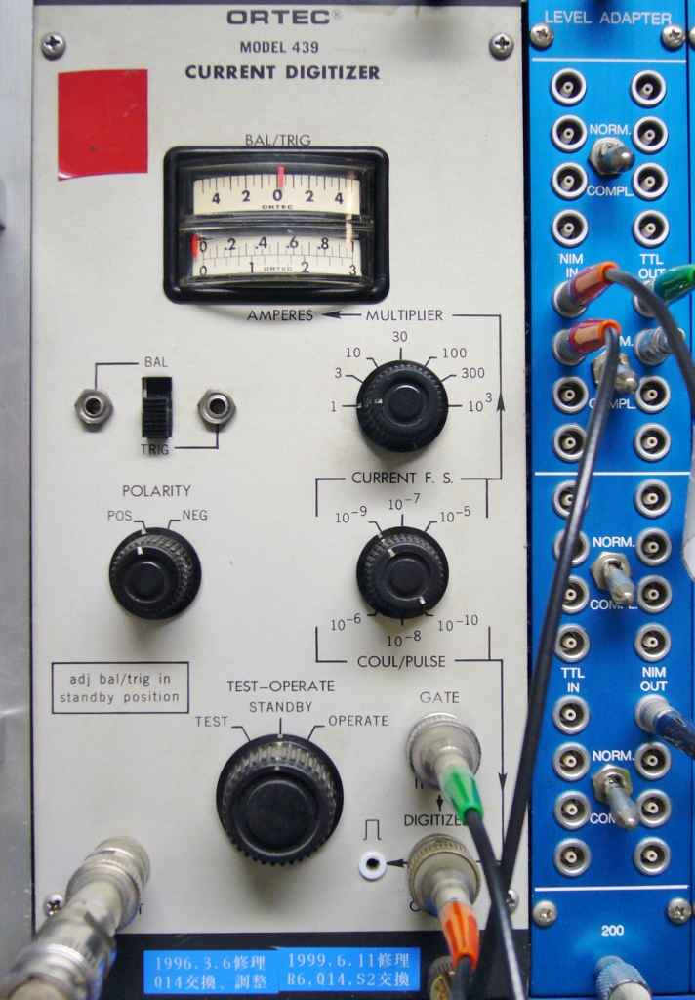 ORTEC®
MODEL 439
CURRENT DIGITIZER
BAL/TRIG
4 2 0 2 4
ORTEC
0 .2 .4 .6 .8 1
0 1 2 3
ORTEC
AMPERES MULTIPLIER
1 3 10 30 100 300 10³
BAL
TRIG
CURRENT F. S.
POLARITY
POS NEG
10⁻⁹ 10⁻⁷ 10⁻⁵
10⁻⁶ 10⁻⁸ 10⁻¹⁰
COUL/PULSE
adj bal/trig in
standby position
TEST-OPERATE
TEST STANDBY OPERATE
GATE
DIGITIZER
1996.3.6修理
Q14交換、調整
1999.6.11修理
R6,Q14,S2交換
LEVEL ADAPTER
NORM.
COMPL.
NIM
IN
TTL
OUT
COMPL.
NORM.
COMPL.
TTL
IN
NIM
OUT
NORM.
200